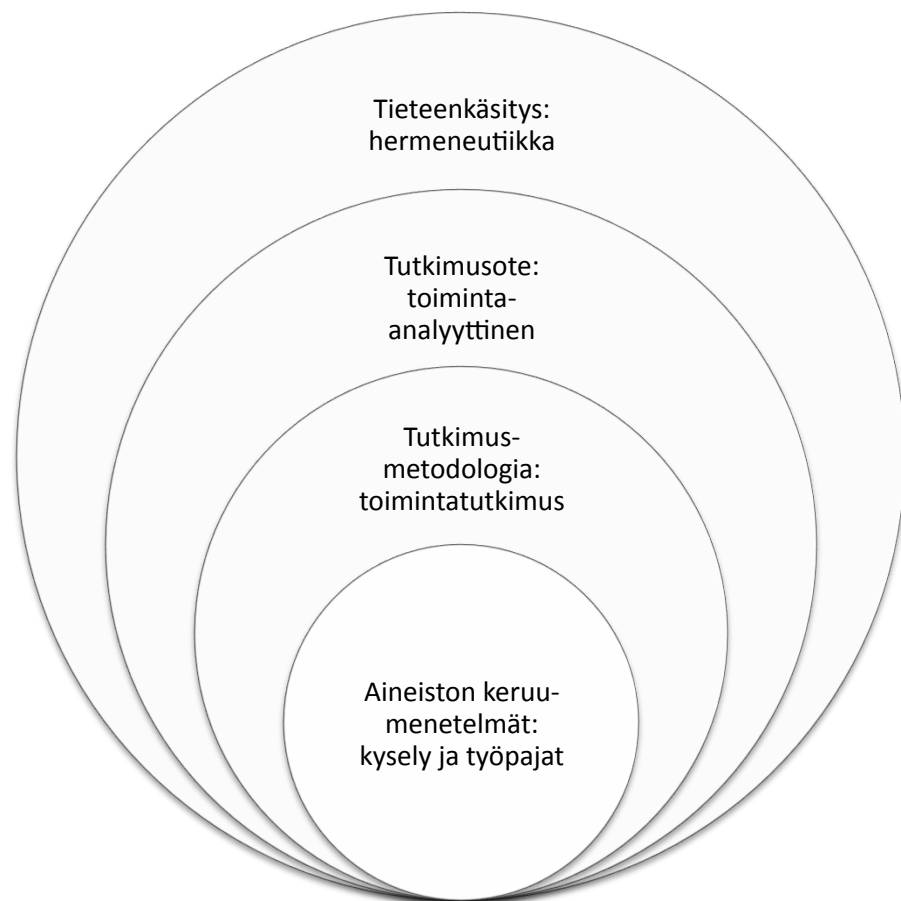 Tieteenkäsitys:
hermeneutiikka
Tutkimusote:
toiminta-
analyyttinen
Tutkimus-
metodologia:
toimintatutkimus
Aineiston keruu-
menetelmät:
kysely ja työpajat